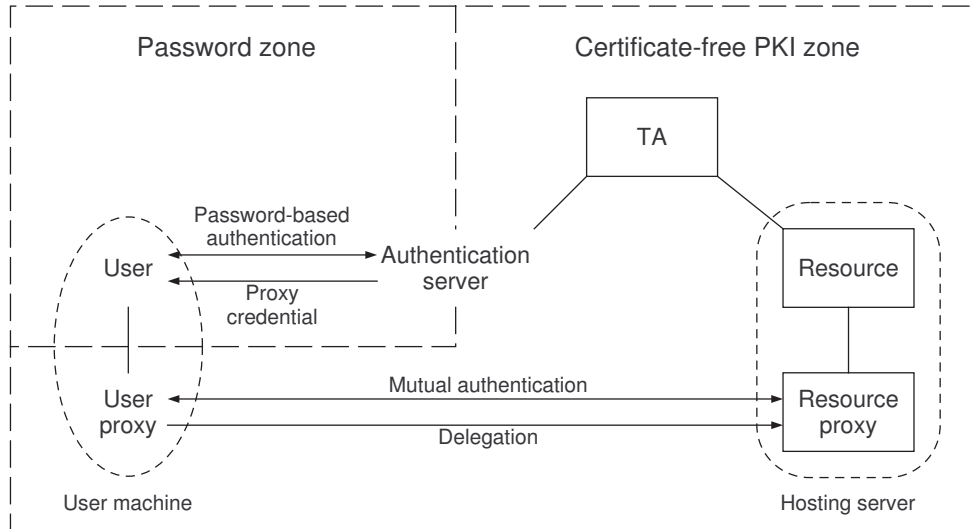 Password zone
Certificate-free PKI zone
TA
Password-based
authentication
User
Authentication
server
Resource
Proxy
credential
User
proxy
Mutual authentication
Resource
proxy
Delegation
User machine
Hosting server